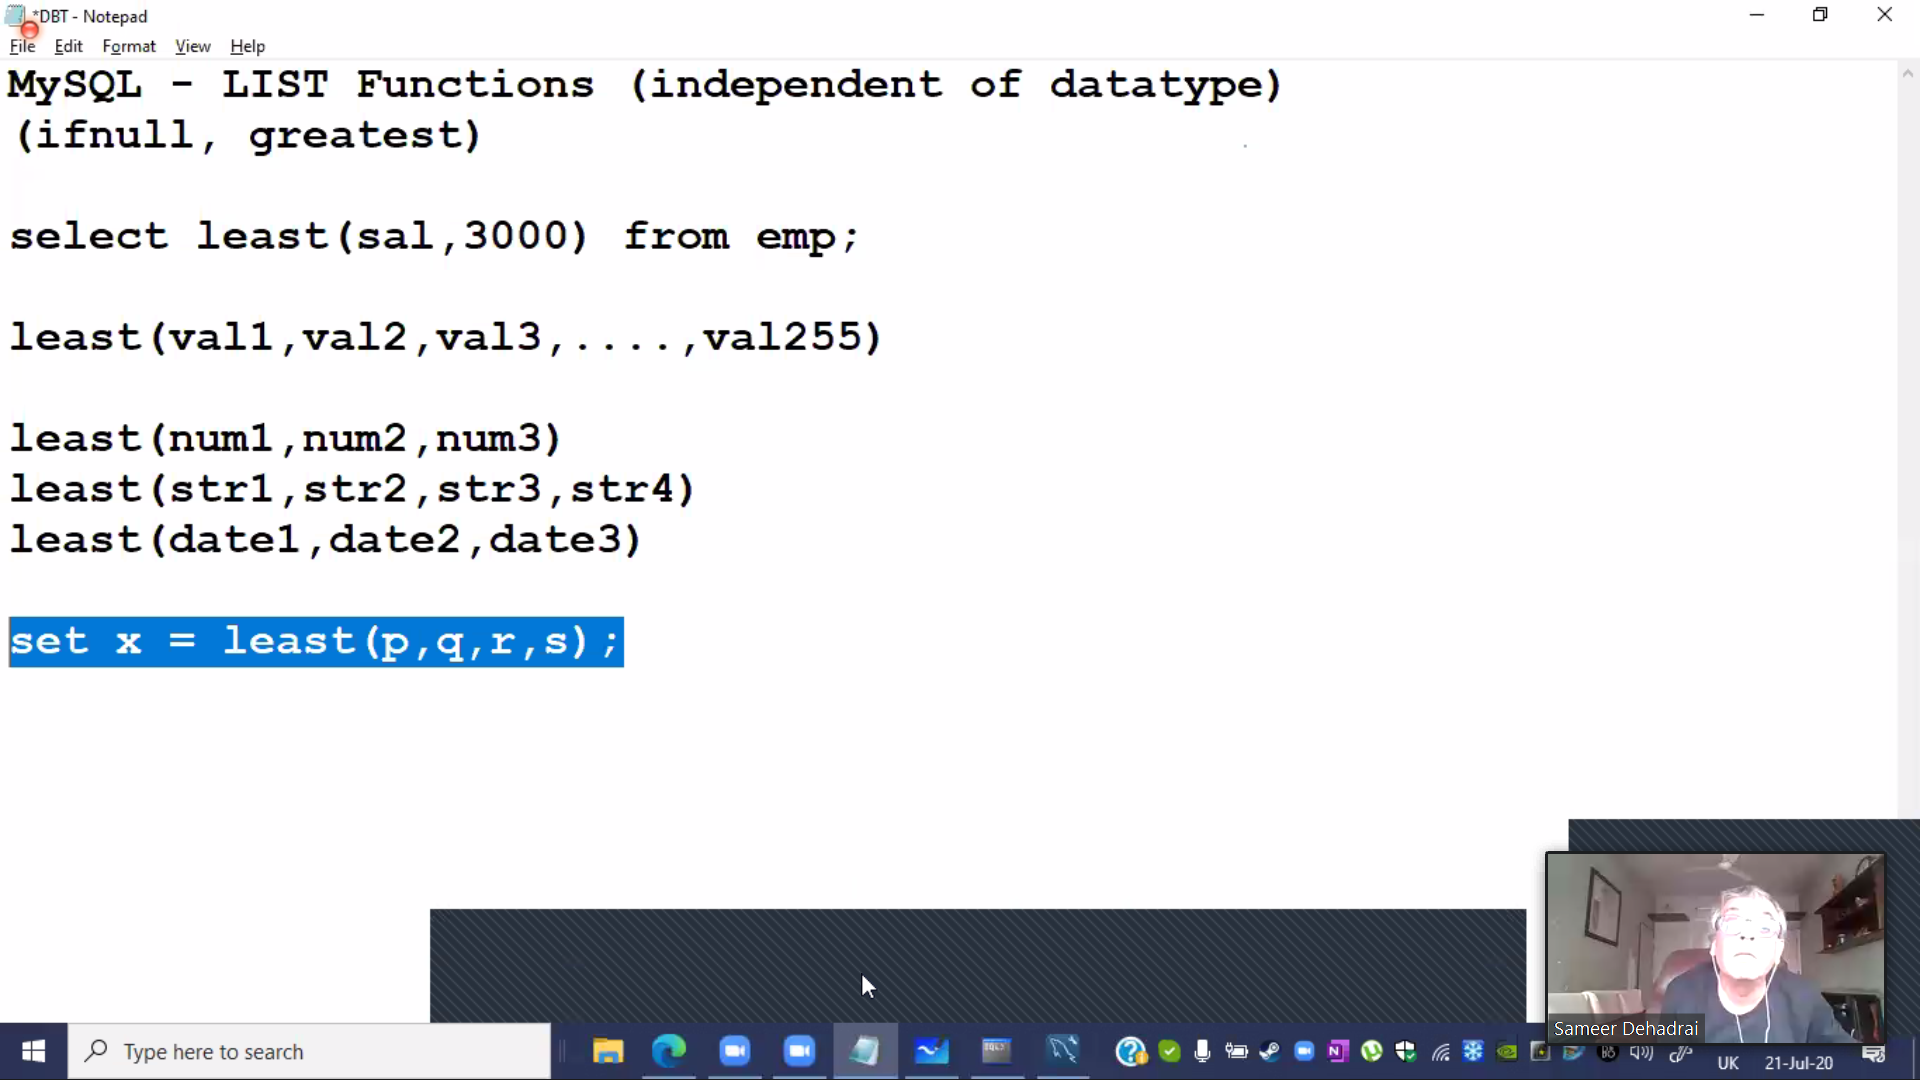 *DBT - Notepad
File Edit Format View Help
MySQL - LIST Functions (independent of datatype)
(ifnull, greatest)
select least(sal,3000) from emp;
least(val1,val2,val3,....,val255)
least(num1,num2,num3)
least(str1,str2,str3,str4)
least(date1,date2,date3)
set x = least(p,q,r,s);
Sameer Dehadrai
Type here to search
UK 21-Jul-20